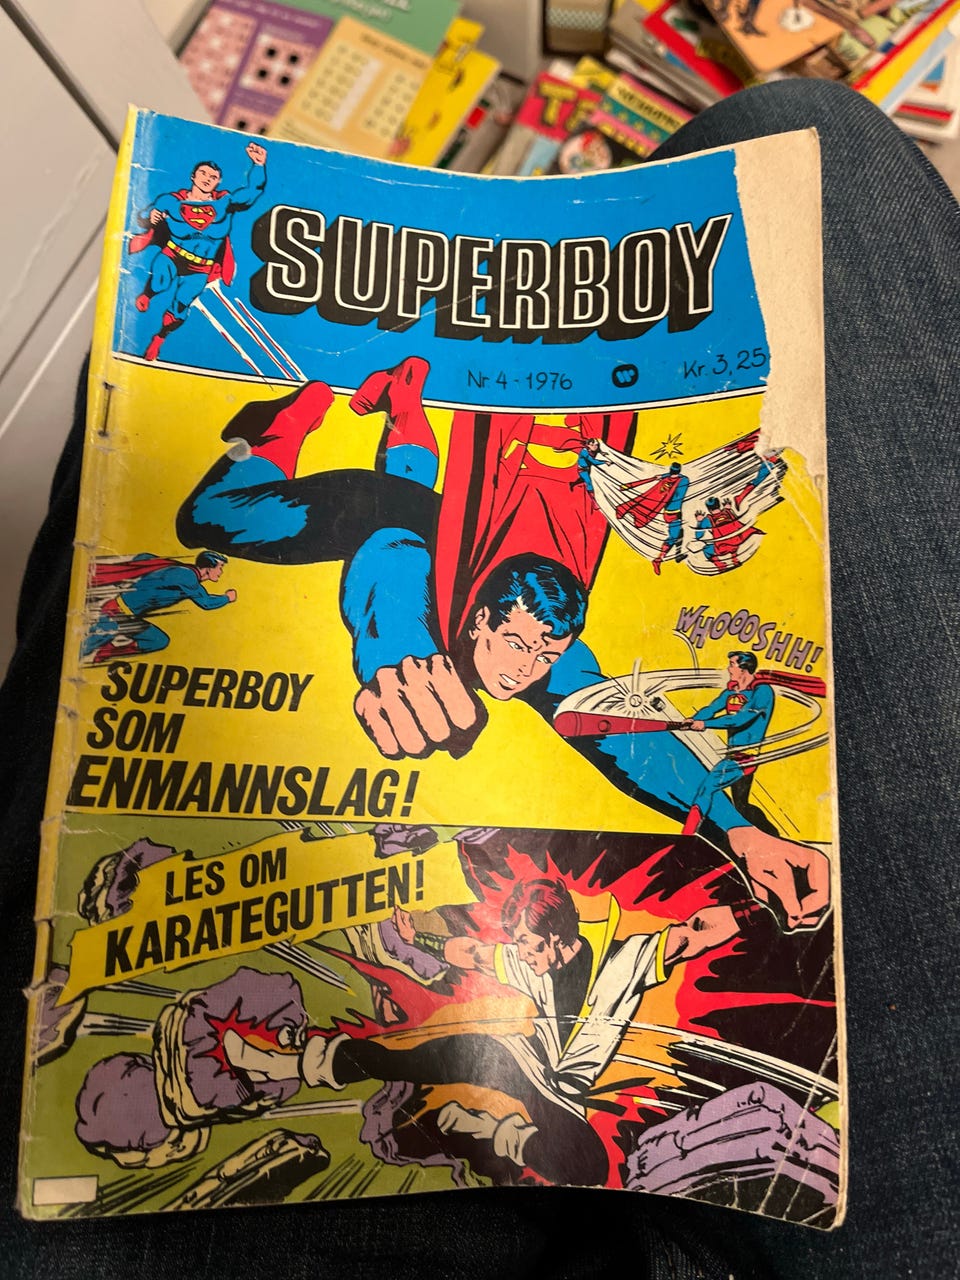 SUPERBOY
Nr 4 - 1976
Kr. 3,25
WHOOOSHH!
SUPERBOY
SOM
ENMANNSLAG!
LES OM
KARATEGUTTEN!